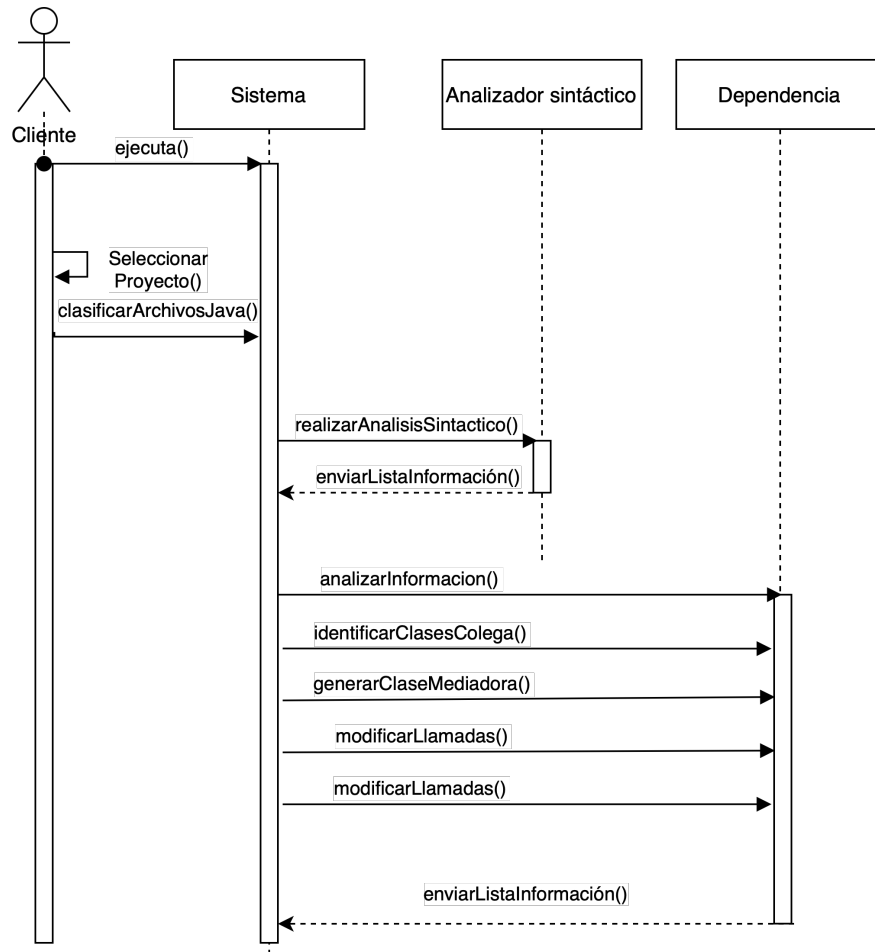 Sistema
Analizador sintáctico
Dependencia
Cliente
ejecuta()
Seleccionar
Proyecto()
clasificarArchivosJava()
realizarAnalisisSintactico()
enviarListaInformación()
analizarInformacion()
identificarClasesColega()
generarClaseMediadora()
modificarLlamadas()
modificarLlamadas()
enviarListaInformación()